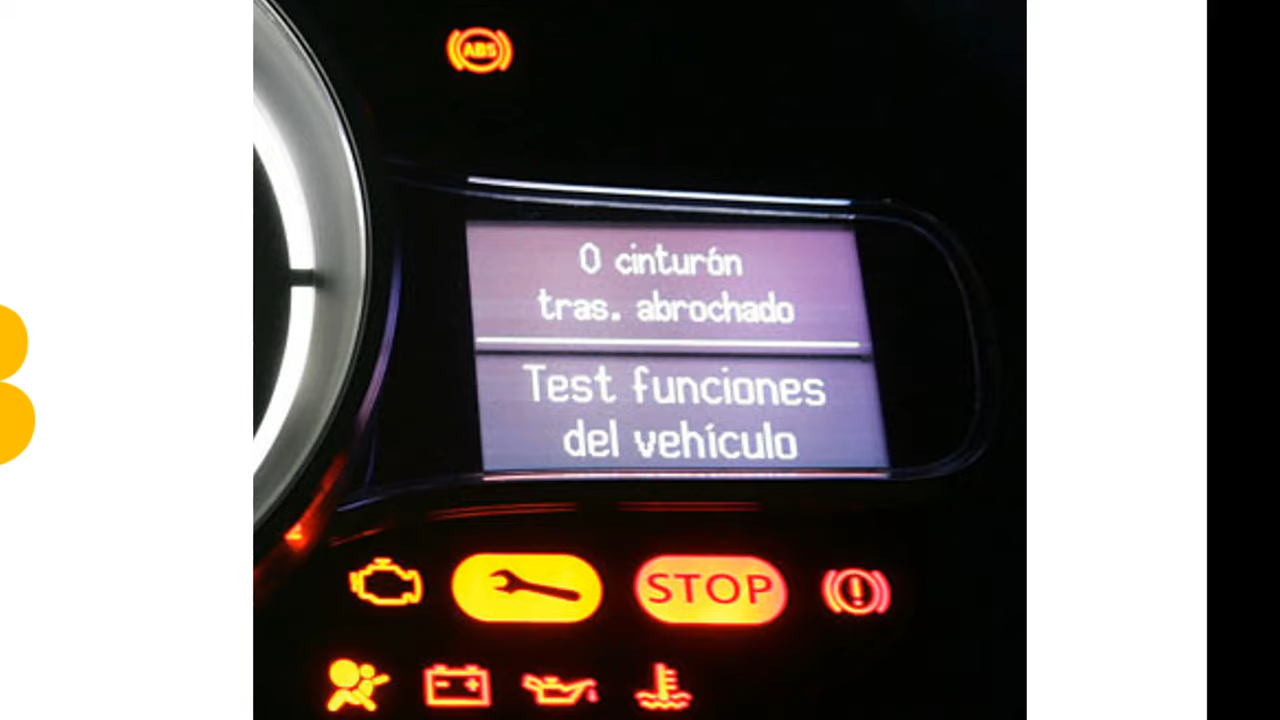 ABS
0 cinturón
tras. abrochado
Test funciones
del vehículo
STOP